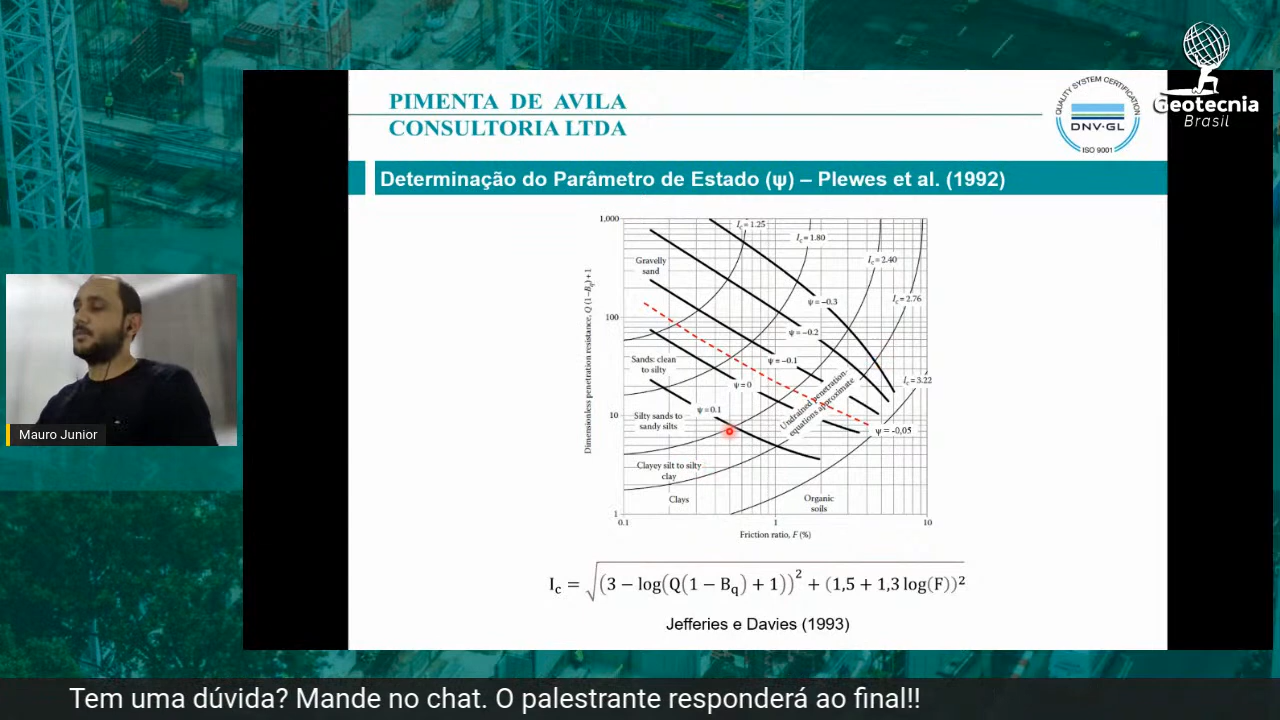 PIMENTA DE AVILA
CONSULTORIA LTDA
QUALITY SYSTEM CERTIFICATION
DNV·GL
ISO 9001
Geotecnia
Brasil
Determinação do Parâmetro de Estado (ψ) – Plewes et al. (1992)
1,000
100
10
1
0.1
1
10
Dimensionless penetration resistance, Q (1–Bq)+1
Friction ratio, F (%)
Ic = 1.25
Ic = 1.80
Ic = 2.40
Ic = 2.76
Ic = 3.22
Gravelly
sand
Sands: clean
to silty
Silty sands to
sandy silts
Clayey silt to silty
clay
Clays
Organic
soils
ψ = –0.3
ψ = –0.2
ψ = –0.1
ψ = 0
ψ = 0.1
ψ = -0,05
Undrained penetration-
equations approximate
Ic = √(3 − log(Q(1 − Bq) + 1))² + (1,5 + 1,3 log(F))²
Jefferies e Davies (1993)
Mauro Junior
Tem uma dúvida? Mande no chat. O palestrante responderá ao final!!